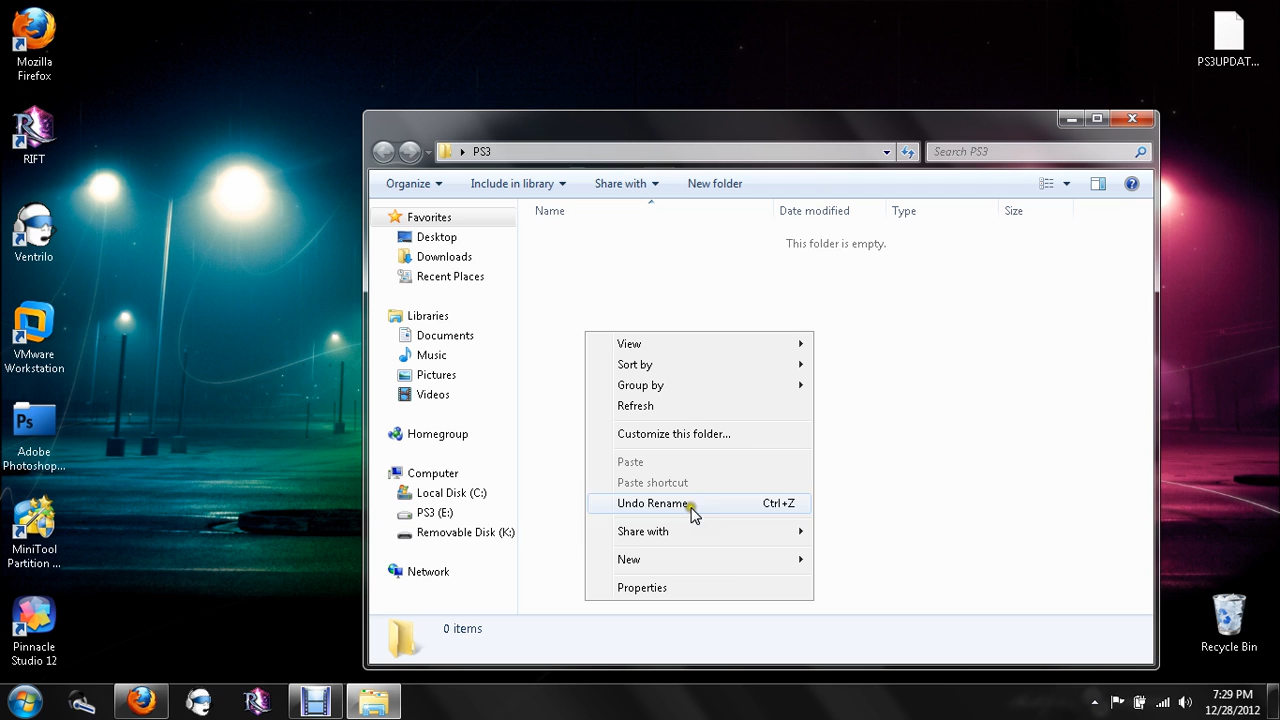 Mozilla
Firefox
RIFT
Ventrilo
VMware
Workstation
Ps
Adobe
Photoshop...
MiniTool
Partition ...
Pinnacle
Studio 12
PS3UPDAT...
Recycle Bin
PS3
Search PS3
Organize
Include in library
Share with
New folder
Name
Date modified
Type
Size
This folder is empty.
Favorites
Desktop
Downloads
Recent Places
Libraries
Documents
Music
Pictures
Videos
Homegroup
Computer
Local Disk (C:)
PS3 (E:)
Removable Disk (K:)
Network
View
Sort by
Group by
Refresh
Customize this folder...
Paste
Paste shortcut
Undo Rename Ctrl+Z
Share with
New
Properties
0 items
7:29 PM
12/28/2012